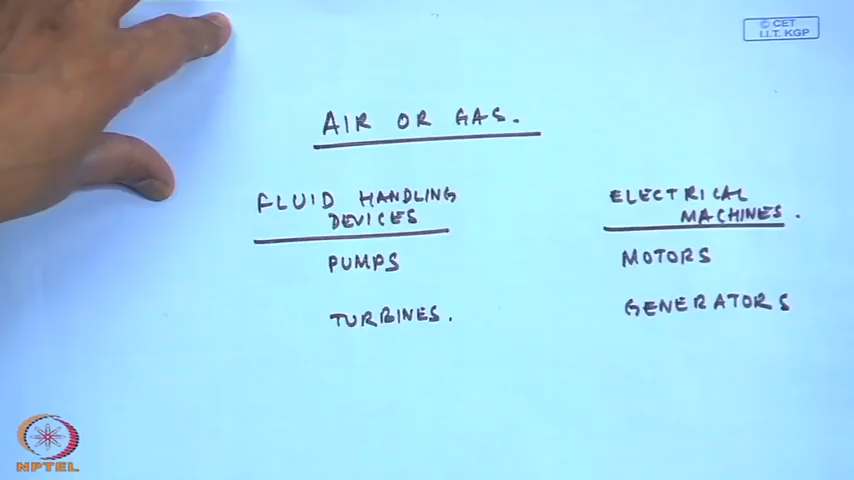 © CET
I.I.T. KGP
AIR OR GAS.
FLUID HANDLING
DEVICES
PUMPS
TURBINES.
ELECTRICAL
MACHINES.
MOTORS
GENERATORS
NPTEL